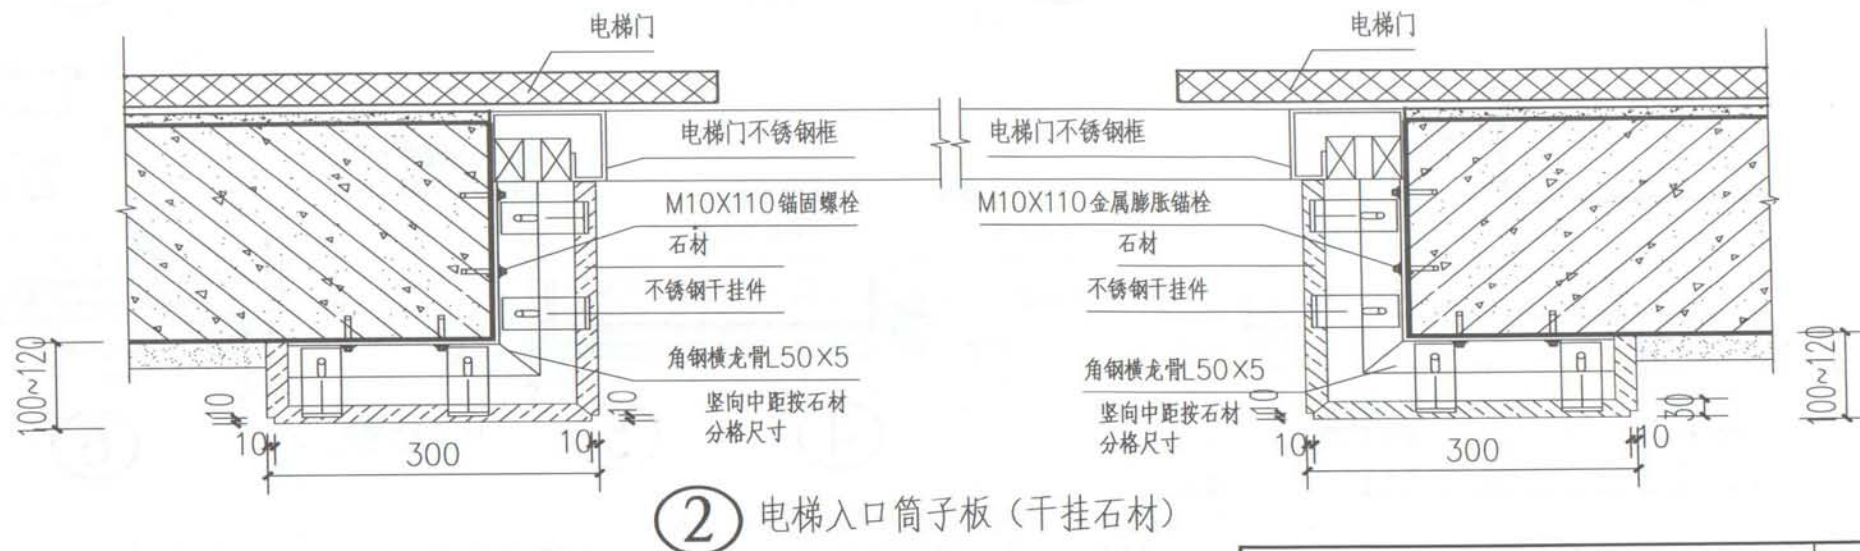 电梯门
电梯门
电梯门不锈钢框
电梯门不锈钢框
M10X110锚固螺栓
M10X110金属膨胀锚栓
石材
石材
不锈钢干挂件
不锈钢干挂件
角钢横龙骨L50X5
角钢横龙骨L50X5
竖向中距按石材
分格尺寸
竖向中距按石材
分格尺寸
100~120
10
10
10
300
10
10
10
300
10
30
100~120
② 电梯入口筒子板（干挂石材）